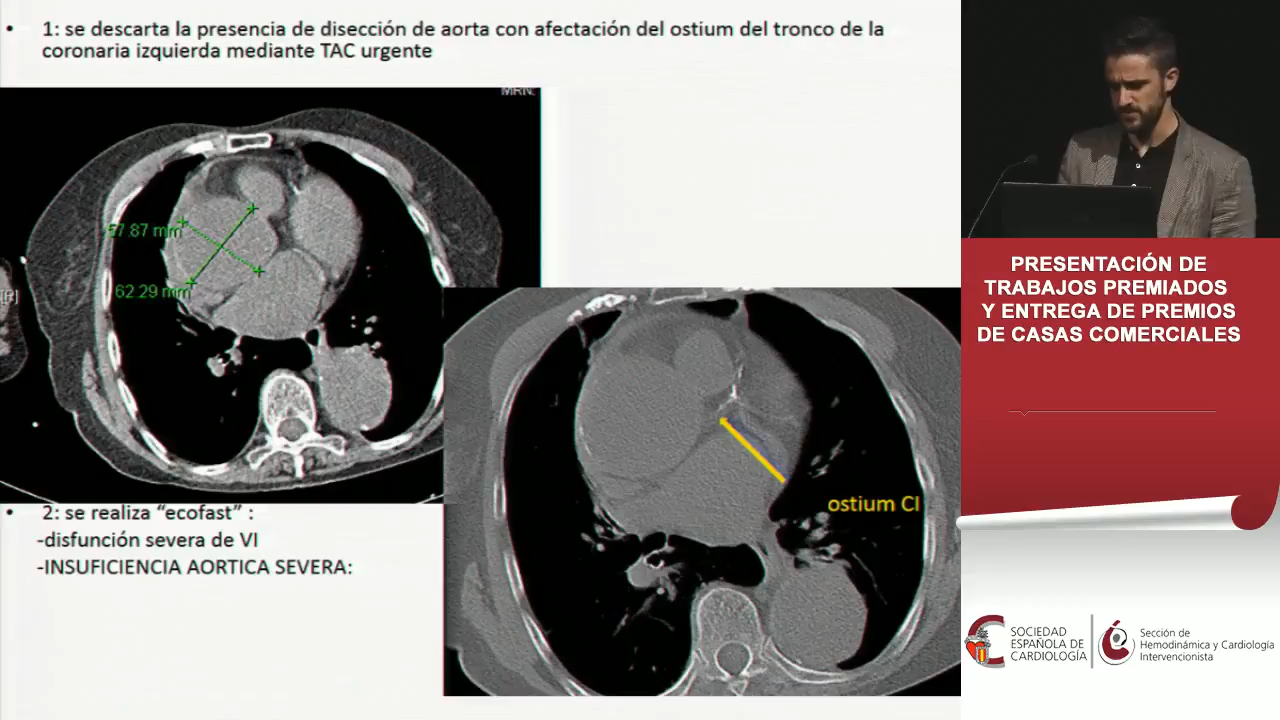 • 1: se descarta la presencia de disección de aorta con afectación del ostium del tronco de la
coronaria izquierda mediante TAC urgente
MRN:
57.87 mm
62.29 mm
[R]
ostium CI
• 2: se realiza “ecofast” :
-disfunción severa de VI
-INSUFICIENCIA AORTICA SEVERA:
PRESENTACIÓN DE
TRABAJOS PREMIADOS
Y ENTREGA DE PREMIOS
DE CASAS COMERCIALES
SOCIEDAD
ESPAÑOLA DE
CARDIOLOGÍA
Sección de
Hemodinámica y Cardiología
Intervencionista